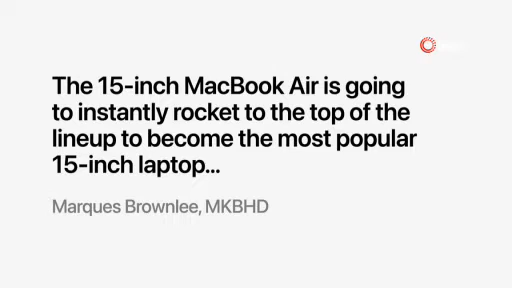 The 15-inch MacBook Air is going
to instantly rocket to the top of the
lineup to become the most popular
15-inch laptop...
Marques Brownlee, MKBHD